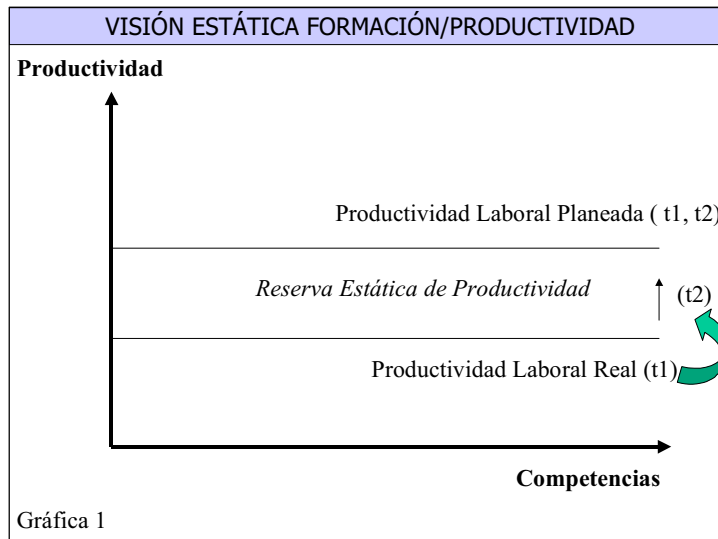 VISIÓN ESTÁTICA FORMACIÓN/PRODUCTIVIDAD
Productividad
Productividad Laboral Planeada ( t1, t2)
Reserva Estática de Productividad
(t2)
Productividad Laboral Real (t1)
Competencias
Gráfica 1